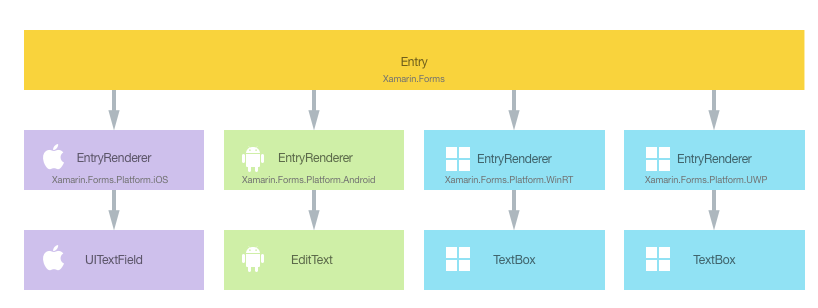 Entry
Xamarin.Forms
EntryRenderer
Xamarin.Forms.Platform.iOS
EntryRenderer
Xamarin.Forms.Platform.Android
EntryRenderer
Xamarin.Forms.Platform.WinRT
EntryRenderer
Xamarin.Forms.Platform.UWP
UITextField
EditText
TextBox
TextBox